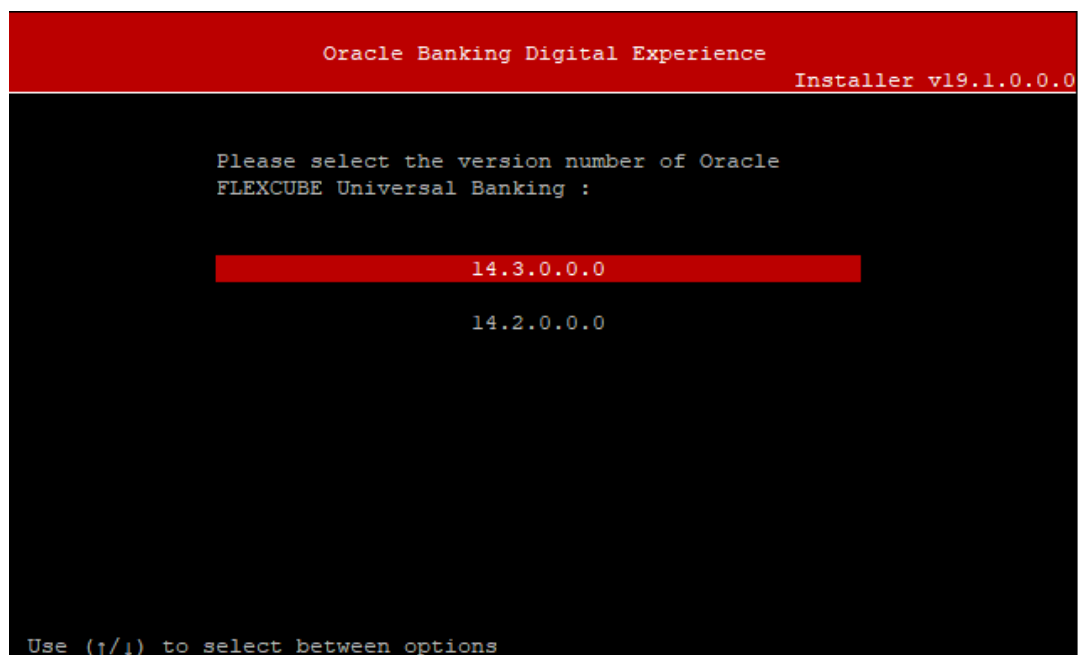 Oracle Banking Digital Experience
Installer v19.1.0.0.0
Please select the version number of Oracle
FLEXCUBE Universal Banking :
14.3.0.0.0
14.2.0.0.0
Use (↑/↓) to select between options